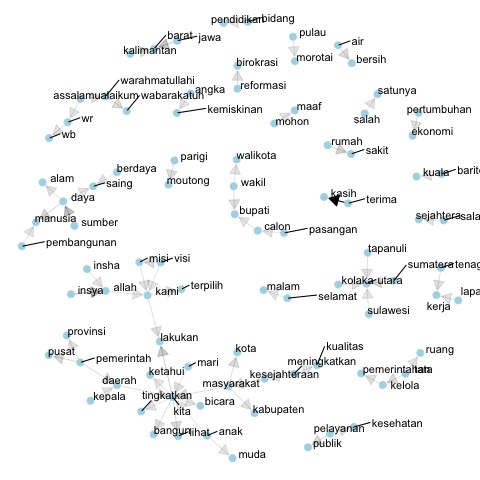 pendidikan bidang
barat jawa
kalimantan
pulau
air
birokrasi
morotai
bersih
warahmatullahi
assalamualaikum wabarakatuh
angka
reformasi
satunya
wr
kemiskinan
maaf
mohon
salah
pertumbuhan
wb
ekonomi
rumah
sakit
parigi
walikota
berdaya
alam
saing
moutong
wakil
kuala barito
daya
kasih
terima
manusia
sumber
bupati
calon
pasangan
sejahtera
pembangunan
tapanuli
insha
misi visi
kolaka utara
sumatera
insya
allah
kami
terpilih
malam
selamat
kerja
sulawesi
provinsi
lakukan
kota
kualitas
pusat
pemerintah
mari
meningkatkan
ruang
ketahui
kesejahteraan
pemerintahan
tata
daerah
masyarakat
kelola
kepala
tingkatkan
bicara
kita
kabupaten
bangun
lihat
anak
pelayanan
kesehatan
publik
muda